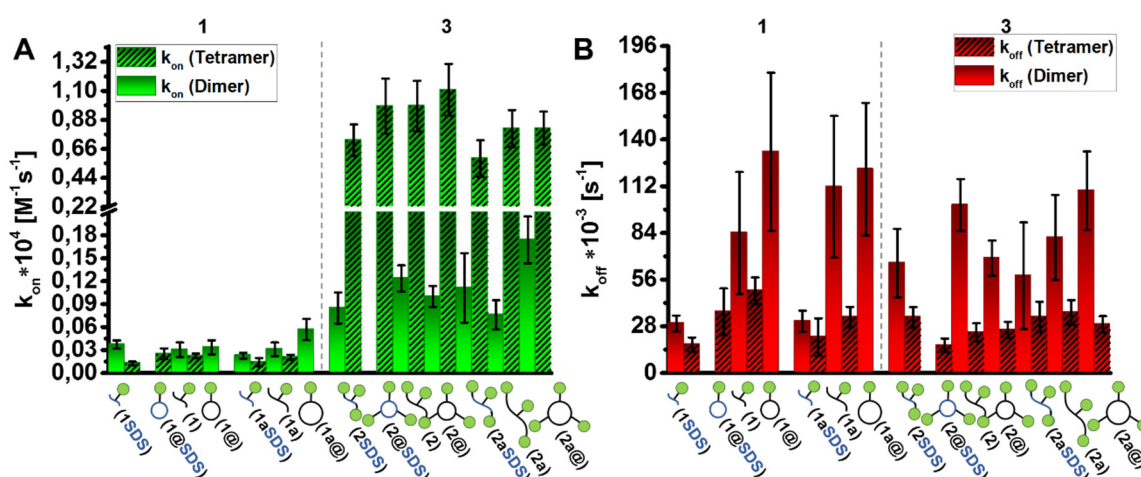 A
1
3
k_on (Tetramer)
k_on (Dimer)
k_on*10^4 [M^-1 s^-1]
1,32
1,10
0,88
0,66
0,44
0,22
0,18
0,15
0,12
0,09
0,06
0,03
0,00
(1SDS)
(1@SDS)
(1)
(1@)
(1aSDS)
(1a)
(1a@)
(2SDS)
(2@SDS)
(2)
(2@)
(2aSDS)
(2a)
(2a@)
B
1
3
k_off (Tetramer)
k_off (Dimer)
k_off*10^-3 [s^-1]
196
168
140
112
84
56
28
0
(1SDS)
(1@SDS)
(1)
(1@)
(1aSDS)
(1a)
(1a@)
(2SDS)
(2@SDS)
(2)
(2@)
(2aSDS)
(2a)
(2a@)